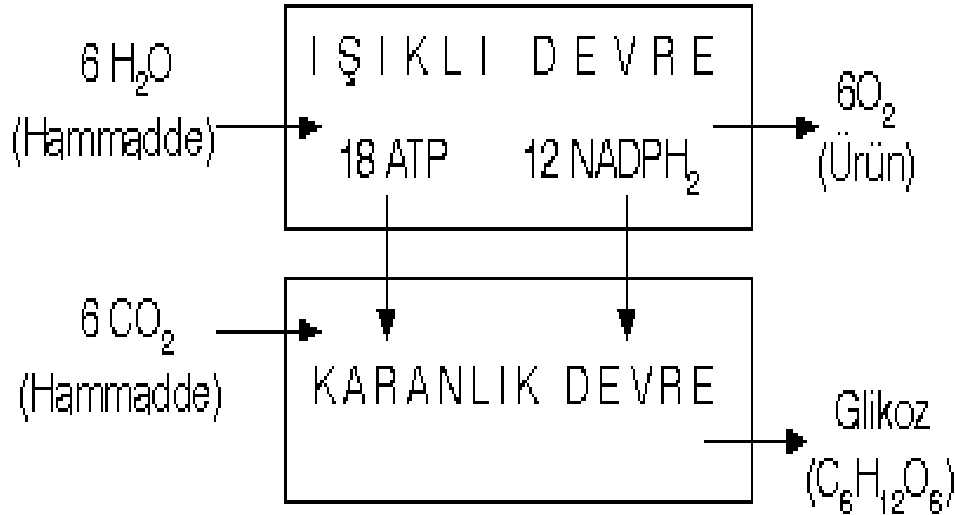 6 H₂O
(Hammadde)
IŞIKLI DEVRE
18 ATP 12 NADPH₂
6O₂
(Ürün)
6 CO₂
(Hammadde)
KARANLIK DEVRE
Glikoz
(C₆H₁₂O₆)